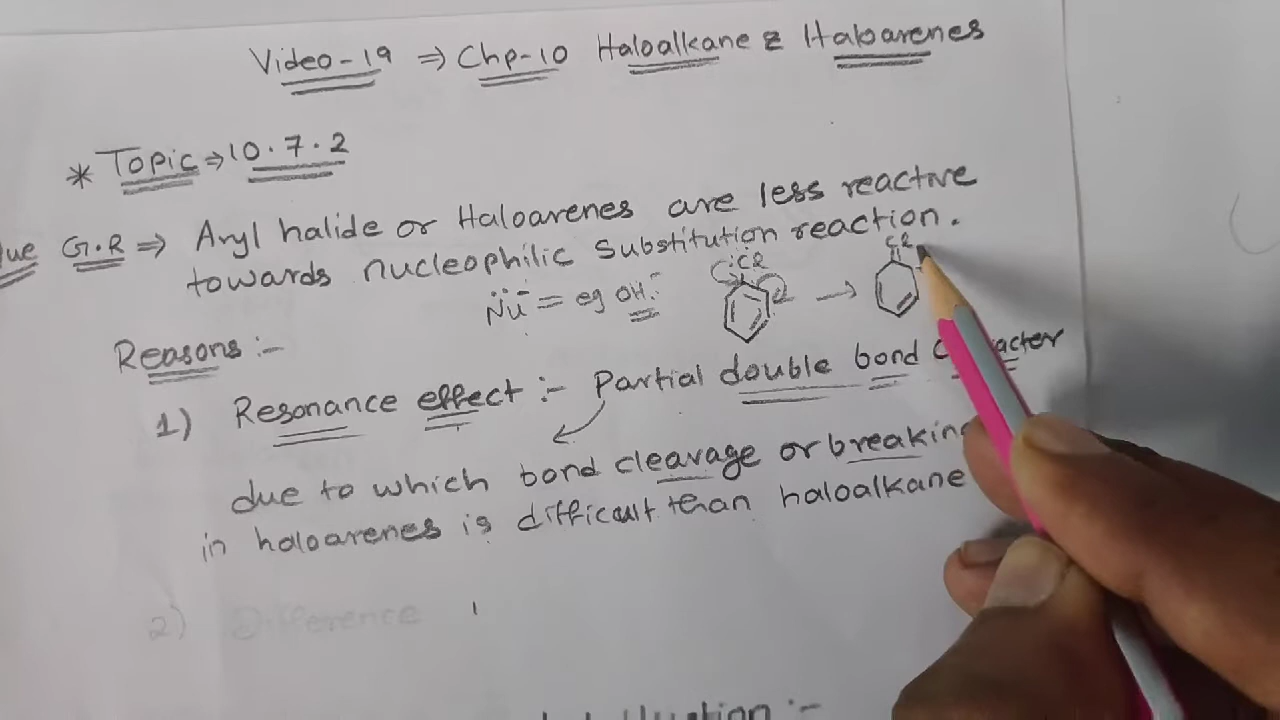 Video-19 ⇒ Chp-10 Haloalkane & Haloarenes
* Topic ⇒ 10.7.2
G.R ⇒ Aryl halide or Haloarenes are less reactive
towards nucleophilic substitution reaction.
N̈u⁻ = eg OH:⁻
Reasons :-
1) Resonance effect :- Partial double bond
due to which bond cleavage or breakin
in haloarenes is difficult than haloalkane
2) Difference